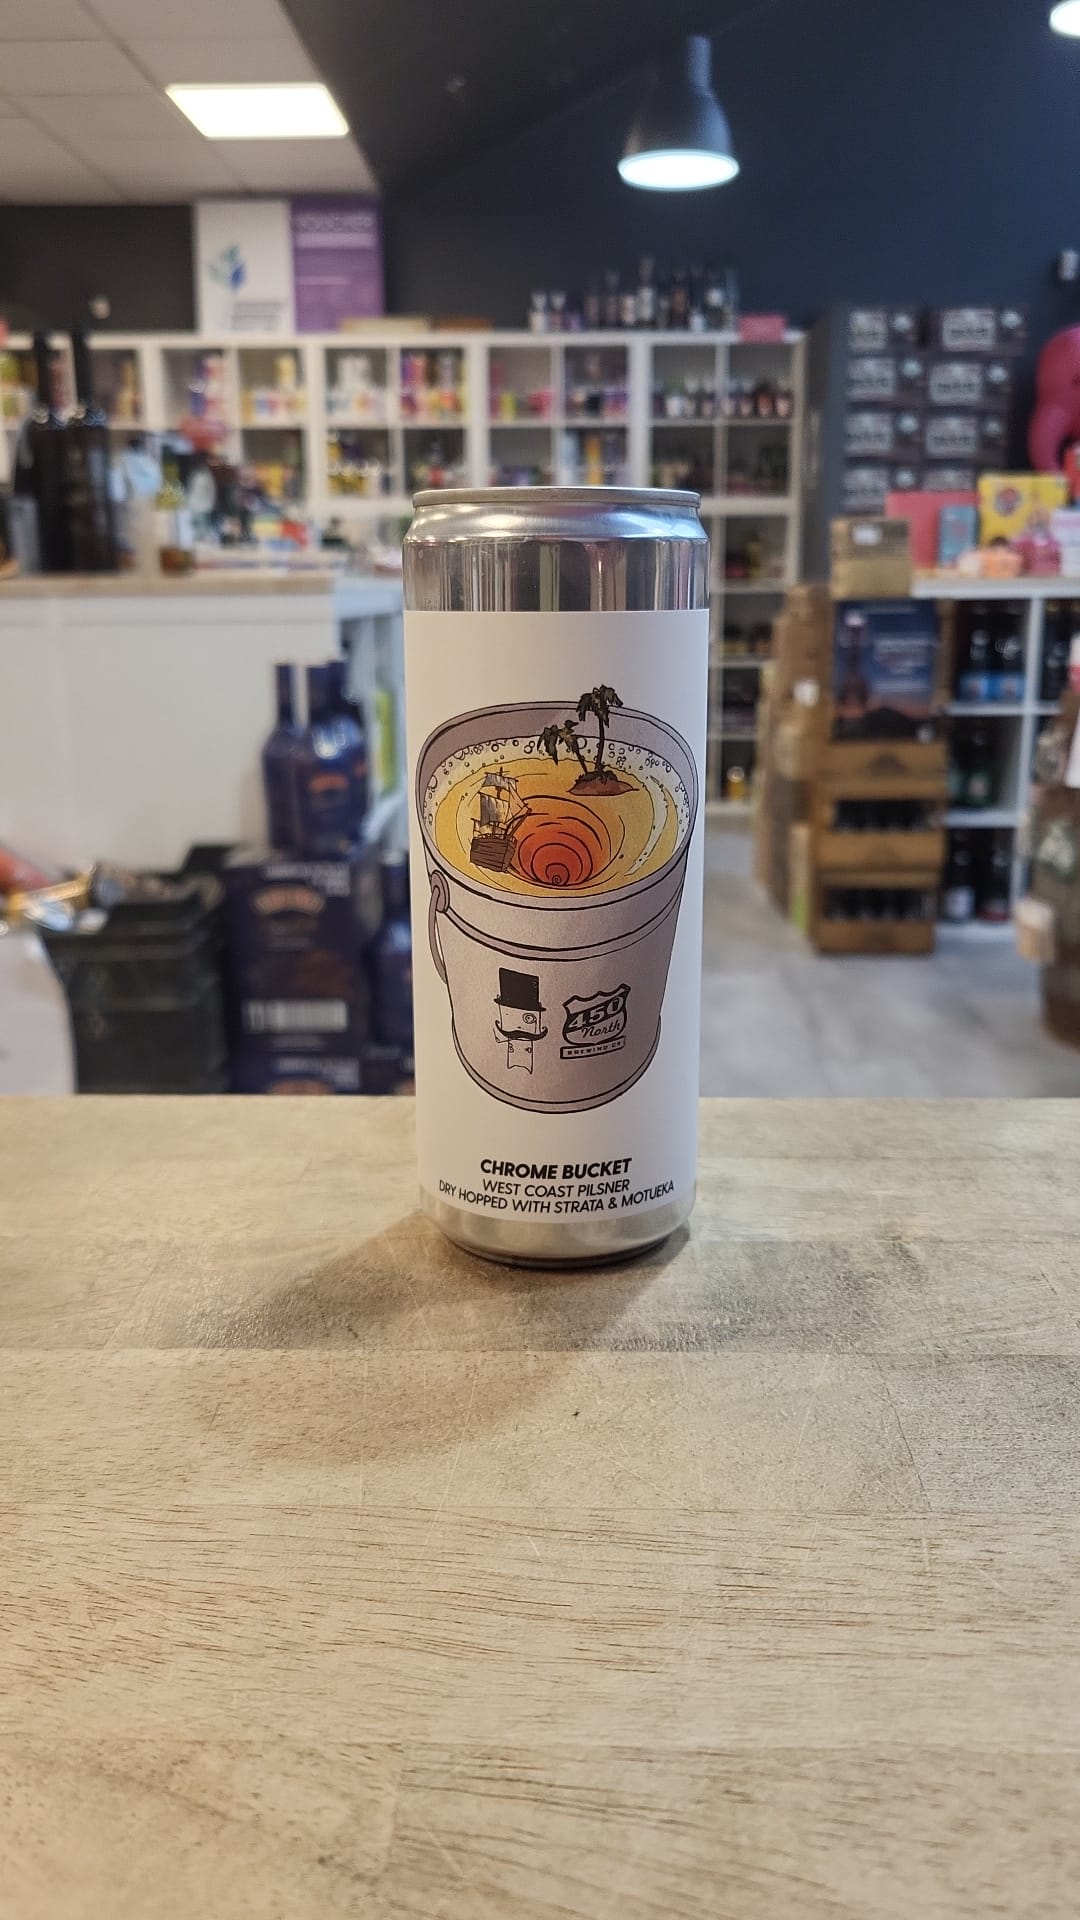 450
North
BREWING CO
CHROME BUCKET
WEST COAST PILSNER
DRY HOPPED WITH STRATA & MOTUEKA